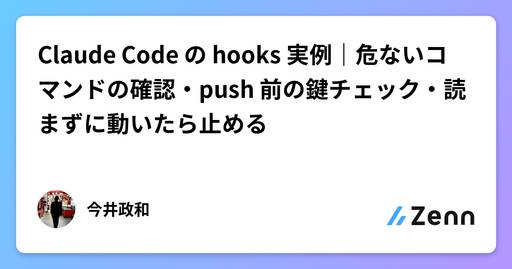 Claude Code の hooks 実例｜危ないコ
マンドの確認・push 前の鍵チェック・読
まずに動いたら止める
今井政和
Zenn